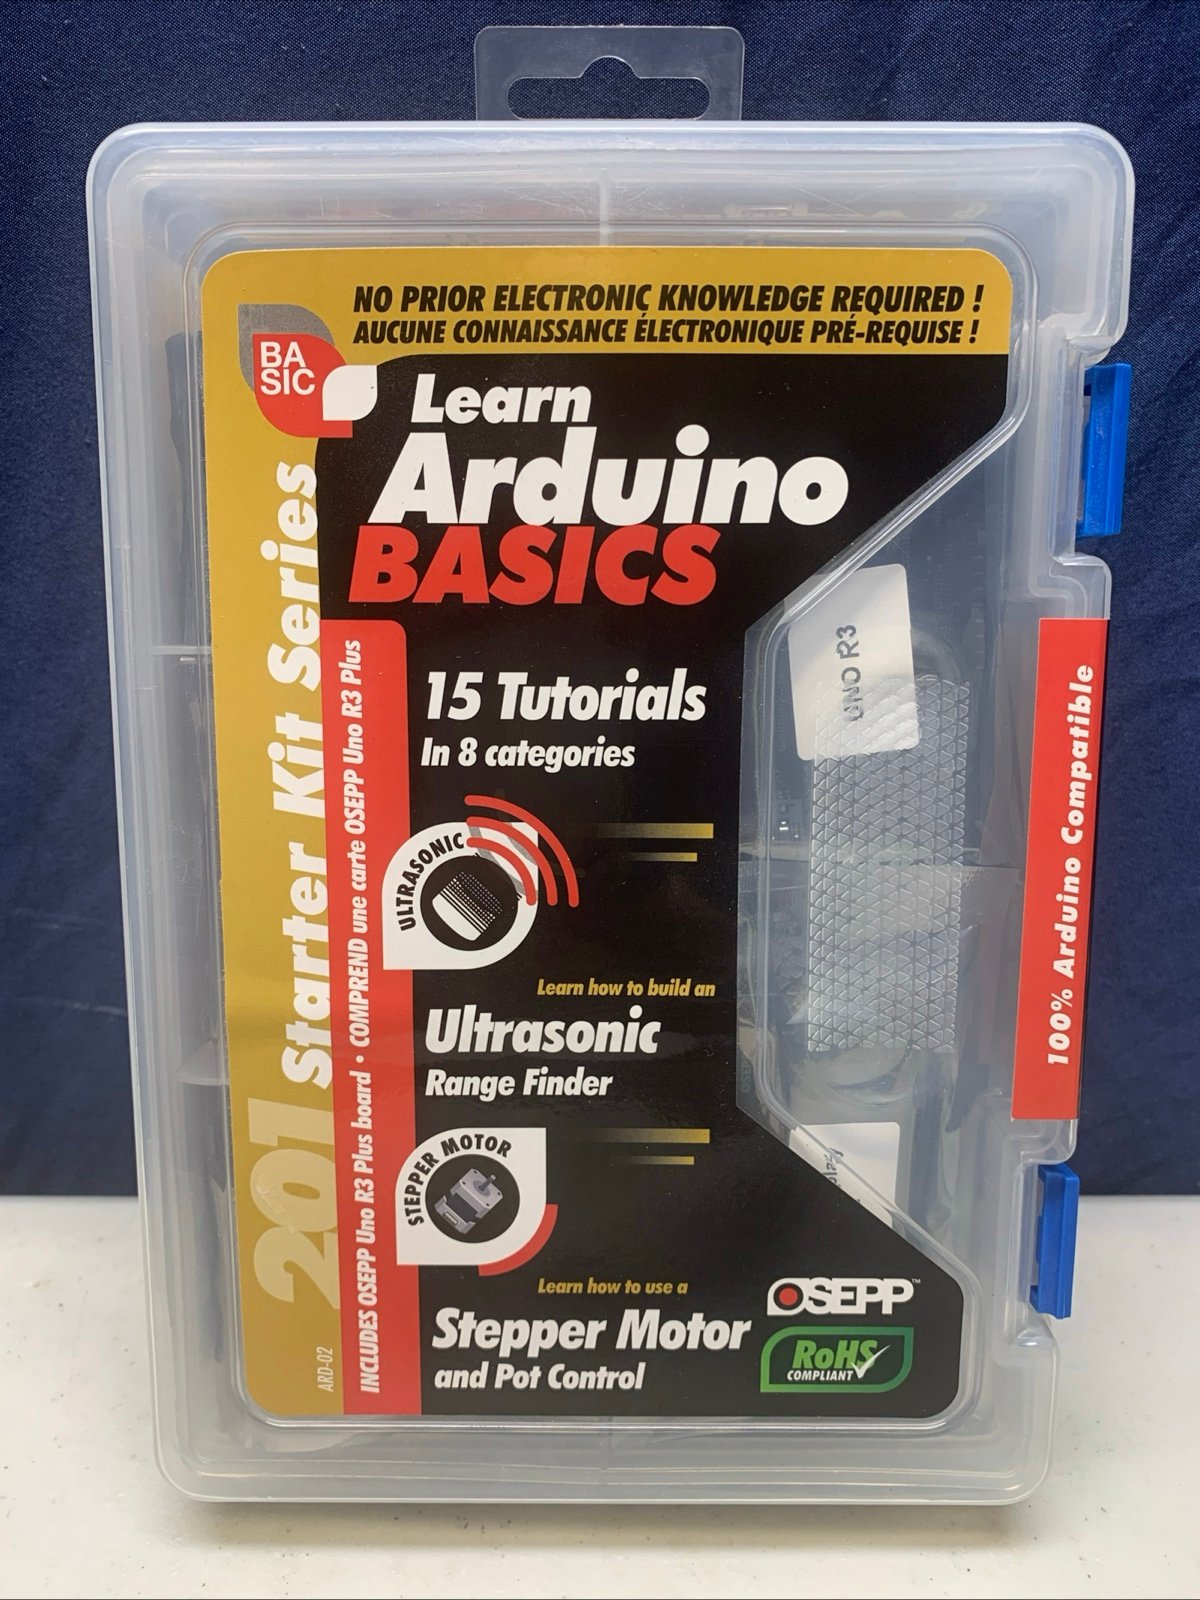 NO PRIOR ELECTRONIC KNOWLEDGE REQUIRED !
AUCUNE CONNAISSANCE ÉLECTRONIQUE PRÉ-REQUISE !
BA
SIC
Learn
Arduino
BASICS
201 Starter Kit Series
INCLUDES OSEPP Uno R3 Plus board • COMPREND une carte OSEPP Uno R3 Plus
ARD-02
15 Tutorials
In 8 categories
ULTRASONIC
Learn how to build an
Ultrasonic
Range Finder
STEPPER MOTOR
Learn how to use a
Stepper Motor
and Pot Control
OSEPP™
RoHS
COMPLIANT
UNO R3
100% Arduino Compatible